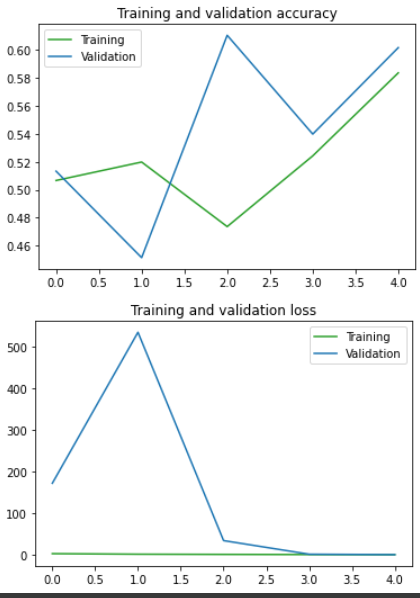 Training and validation accuracy
Training
Validation
0.60
0.58
0.56
0.54
0.52
0.50
0.48
0.46
0.0 0.5 1.0 1.5 2.0 2.5 3.0 3.5 4.0
Training and validation loss
Training
Validation
500
400
300
200
100
0
0.0 0.5 1.0 1.5 2.0 2.5 3.0 3.5 4.0